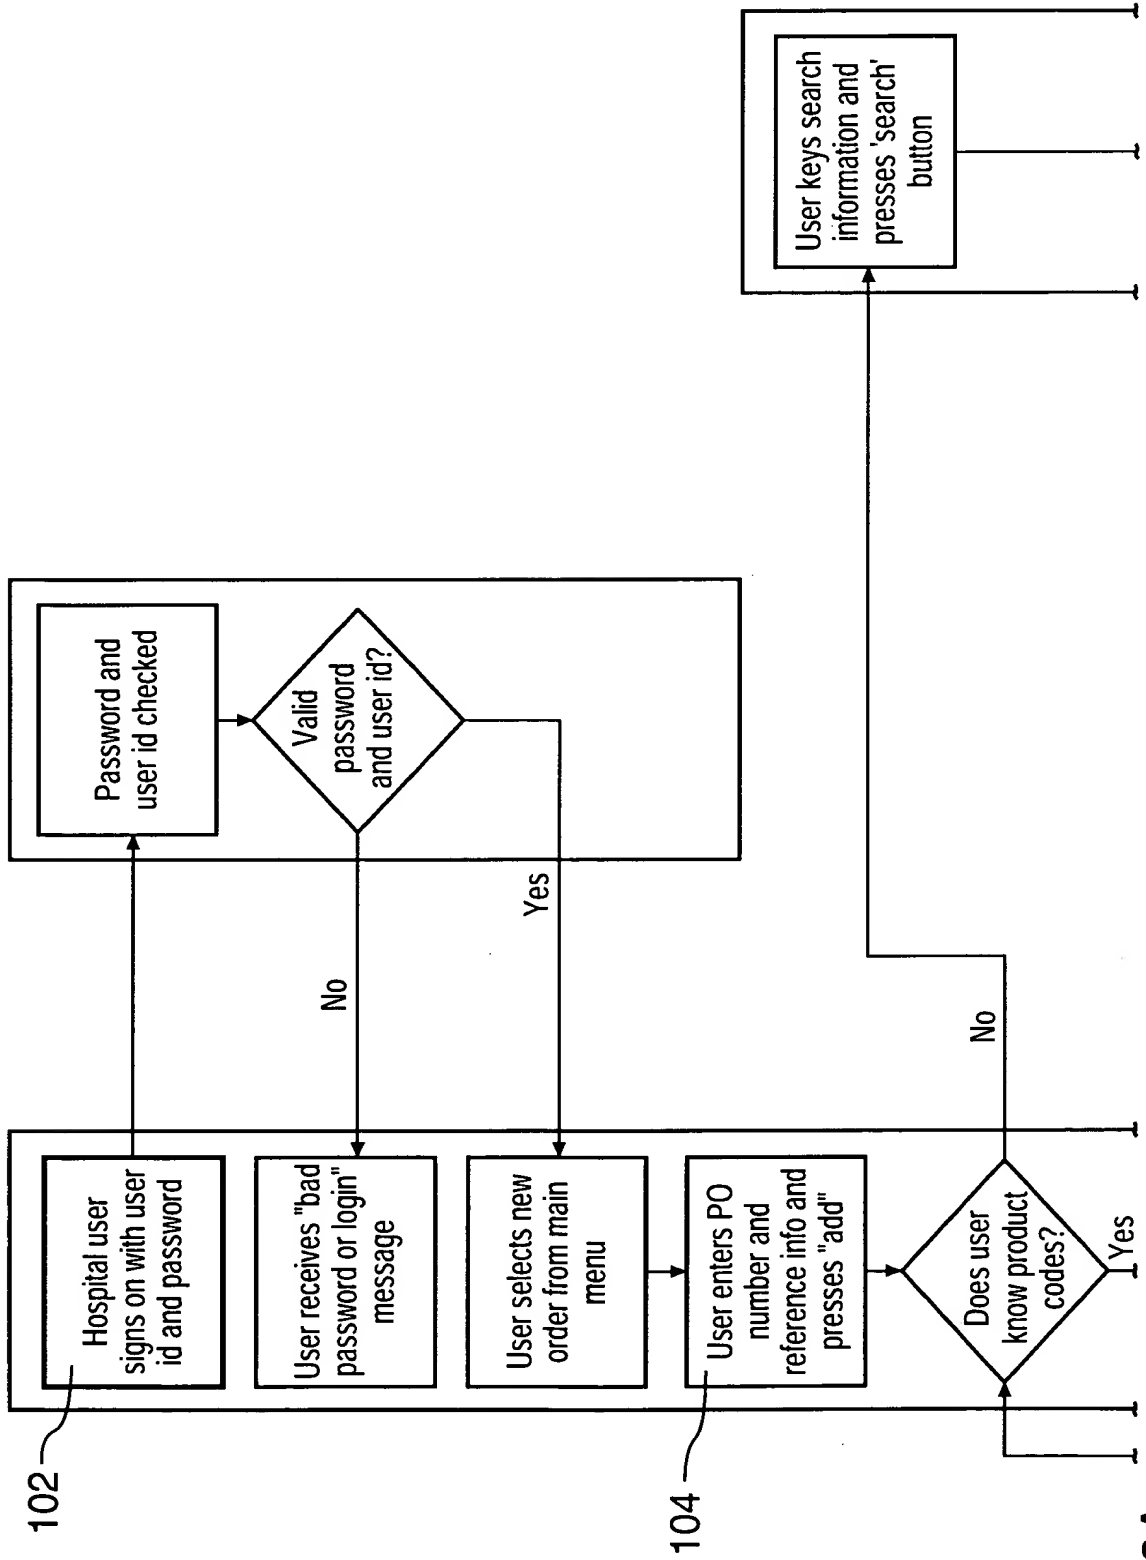 102
Hospital user
signs on with user
id and password
Password and
user id checked
Valid
password
and user id?
No
User receives "bad
password or login"
message
Yes
User selects new
order from main
menu
104
User enters PO
number and
reference info and
presses "add"
Does user
know product
codes?
No
Yes
User keys search
information and
presses 'search'
button